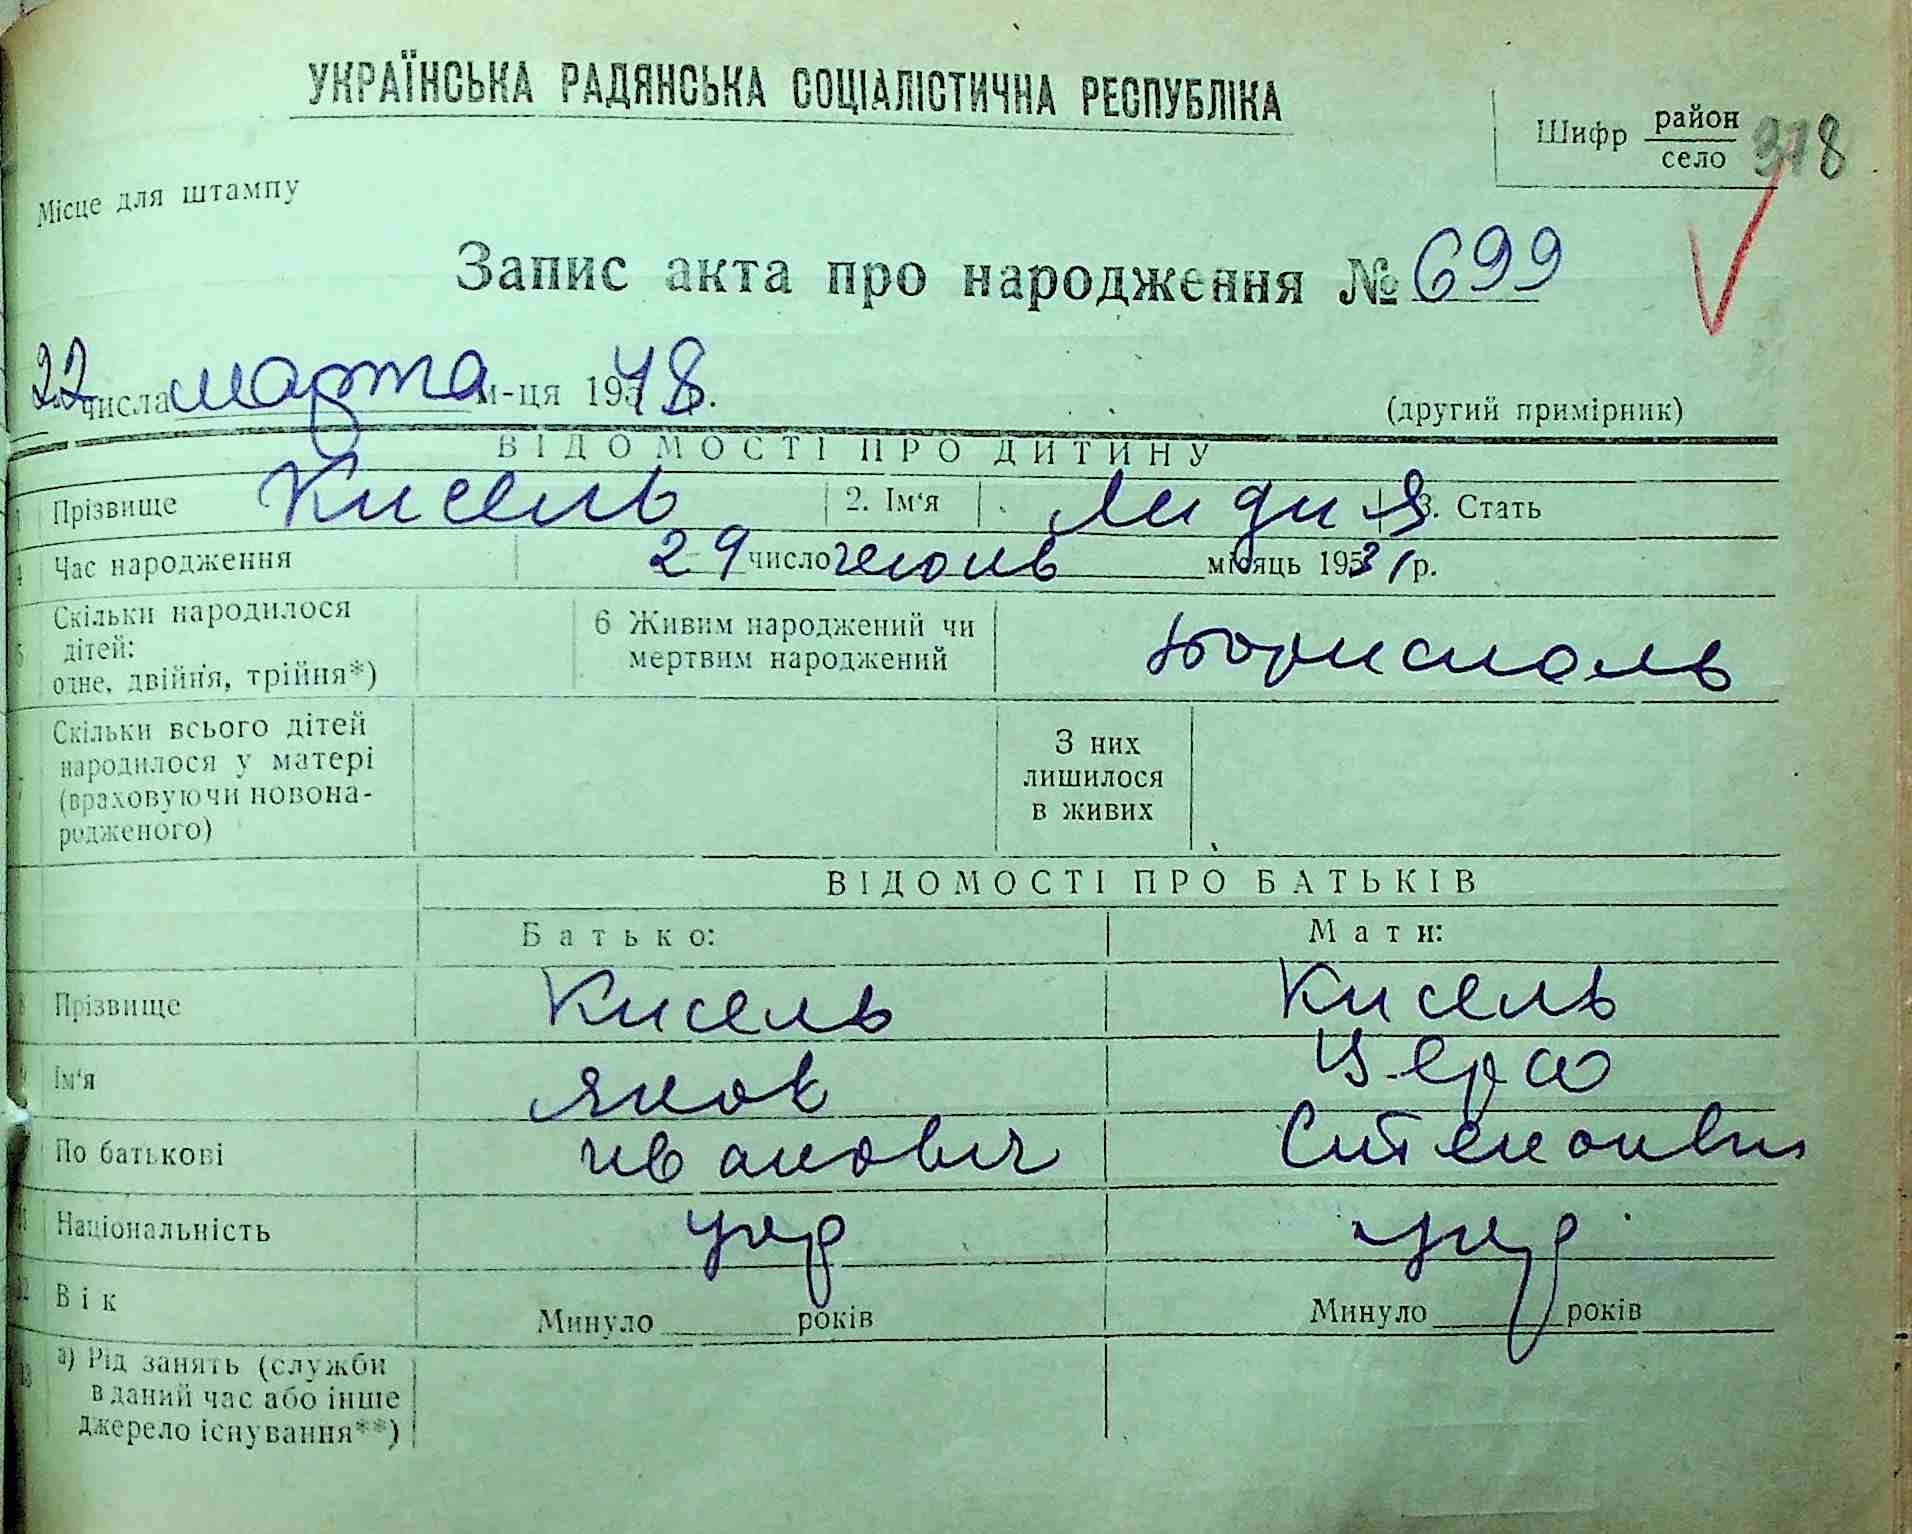 УКРАЇНСЬКА РАДЯНСЬКА СОЦІАЛІСТИЧНА РЕСПУБЛІКА
Шифр район
село 318
Місце для штампу
Запис акта про народження № 699
22 числа марта м-ця 1948.
(другий примірник)
ВІДОМОСТІ ПРО ДИТИНУ
Прізвище Кисель 2. Ім'я Лидия 3. Стать
Час народження 29 число июль місяць 1931 р.
Скільки народилося дітей: одне, двійня, трійня*)
6 Живим народжений чи мертвим народжений Борисполь
Скільки всього дітей народилося у матері (враховуючи новона-родженого)
З них лишилося в живих
ВІДОМОСТІ ПРО БАТЬКІВ
Батько: Мати:
Прізвище Кисель Кисель
Ім'я Яков
По батькові Иванович
Національність укр укр
Вік Минуло років Минуло років
а) Рід занять (служби в даний час або інше джерело існування**)